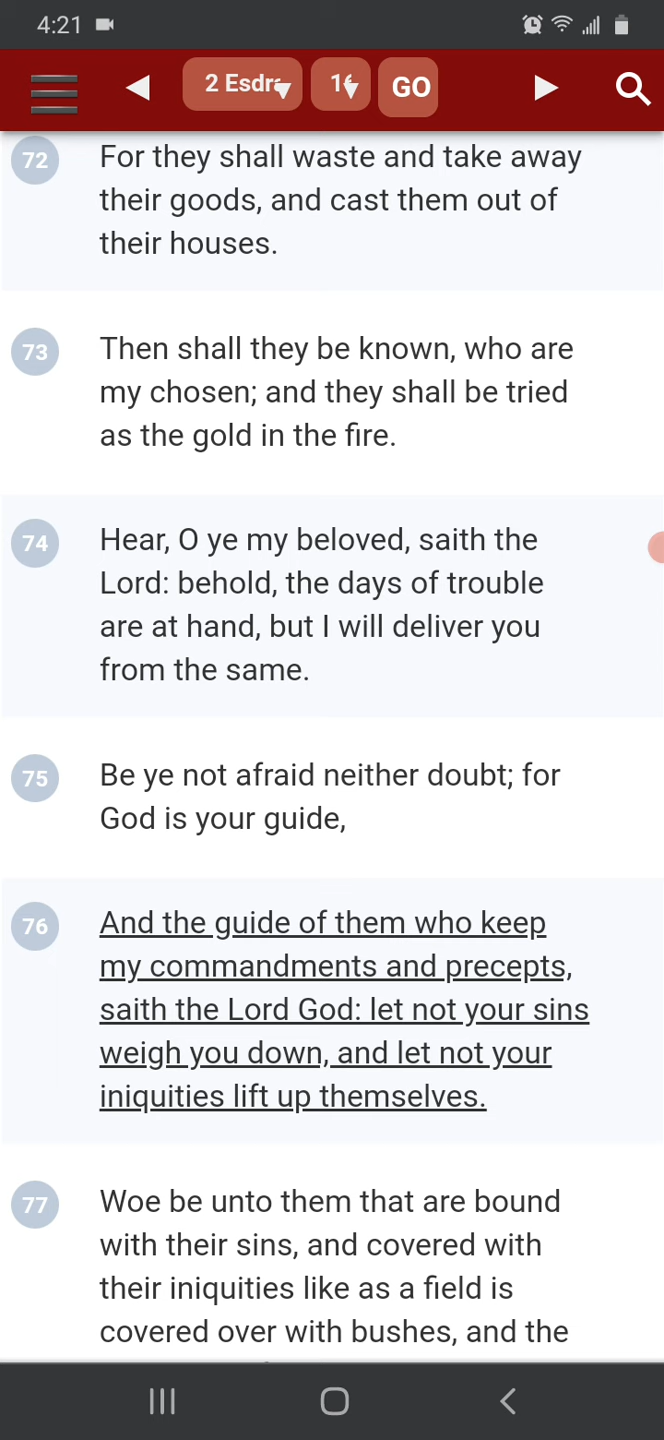 4:21
2 Esdr
GO
72 For they shall waste and take away
their goods, and cast them out of
their houses.
73 Then shall they be known, who are
my chosen; and they shall be tried
as the gold in the fire.
74 Hear, O ye my beloved, saith the
Lord: behold, the days of trouble
are at hand, but I will deliver you
from the same.
75 Be ye not afraid neither doubt; for
God is your guide,
76 And the guide of them who keep
my commandments and precepts,
saith the Lord God: let not your sins
weigh you down, and let not your
iniquities lift up themselves.
77 Woe be unto them that are bound
with their sins, and covered with
their iniquities like as a field is
covered over with bushes, and the